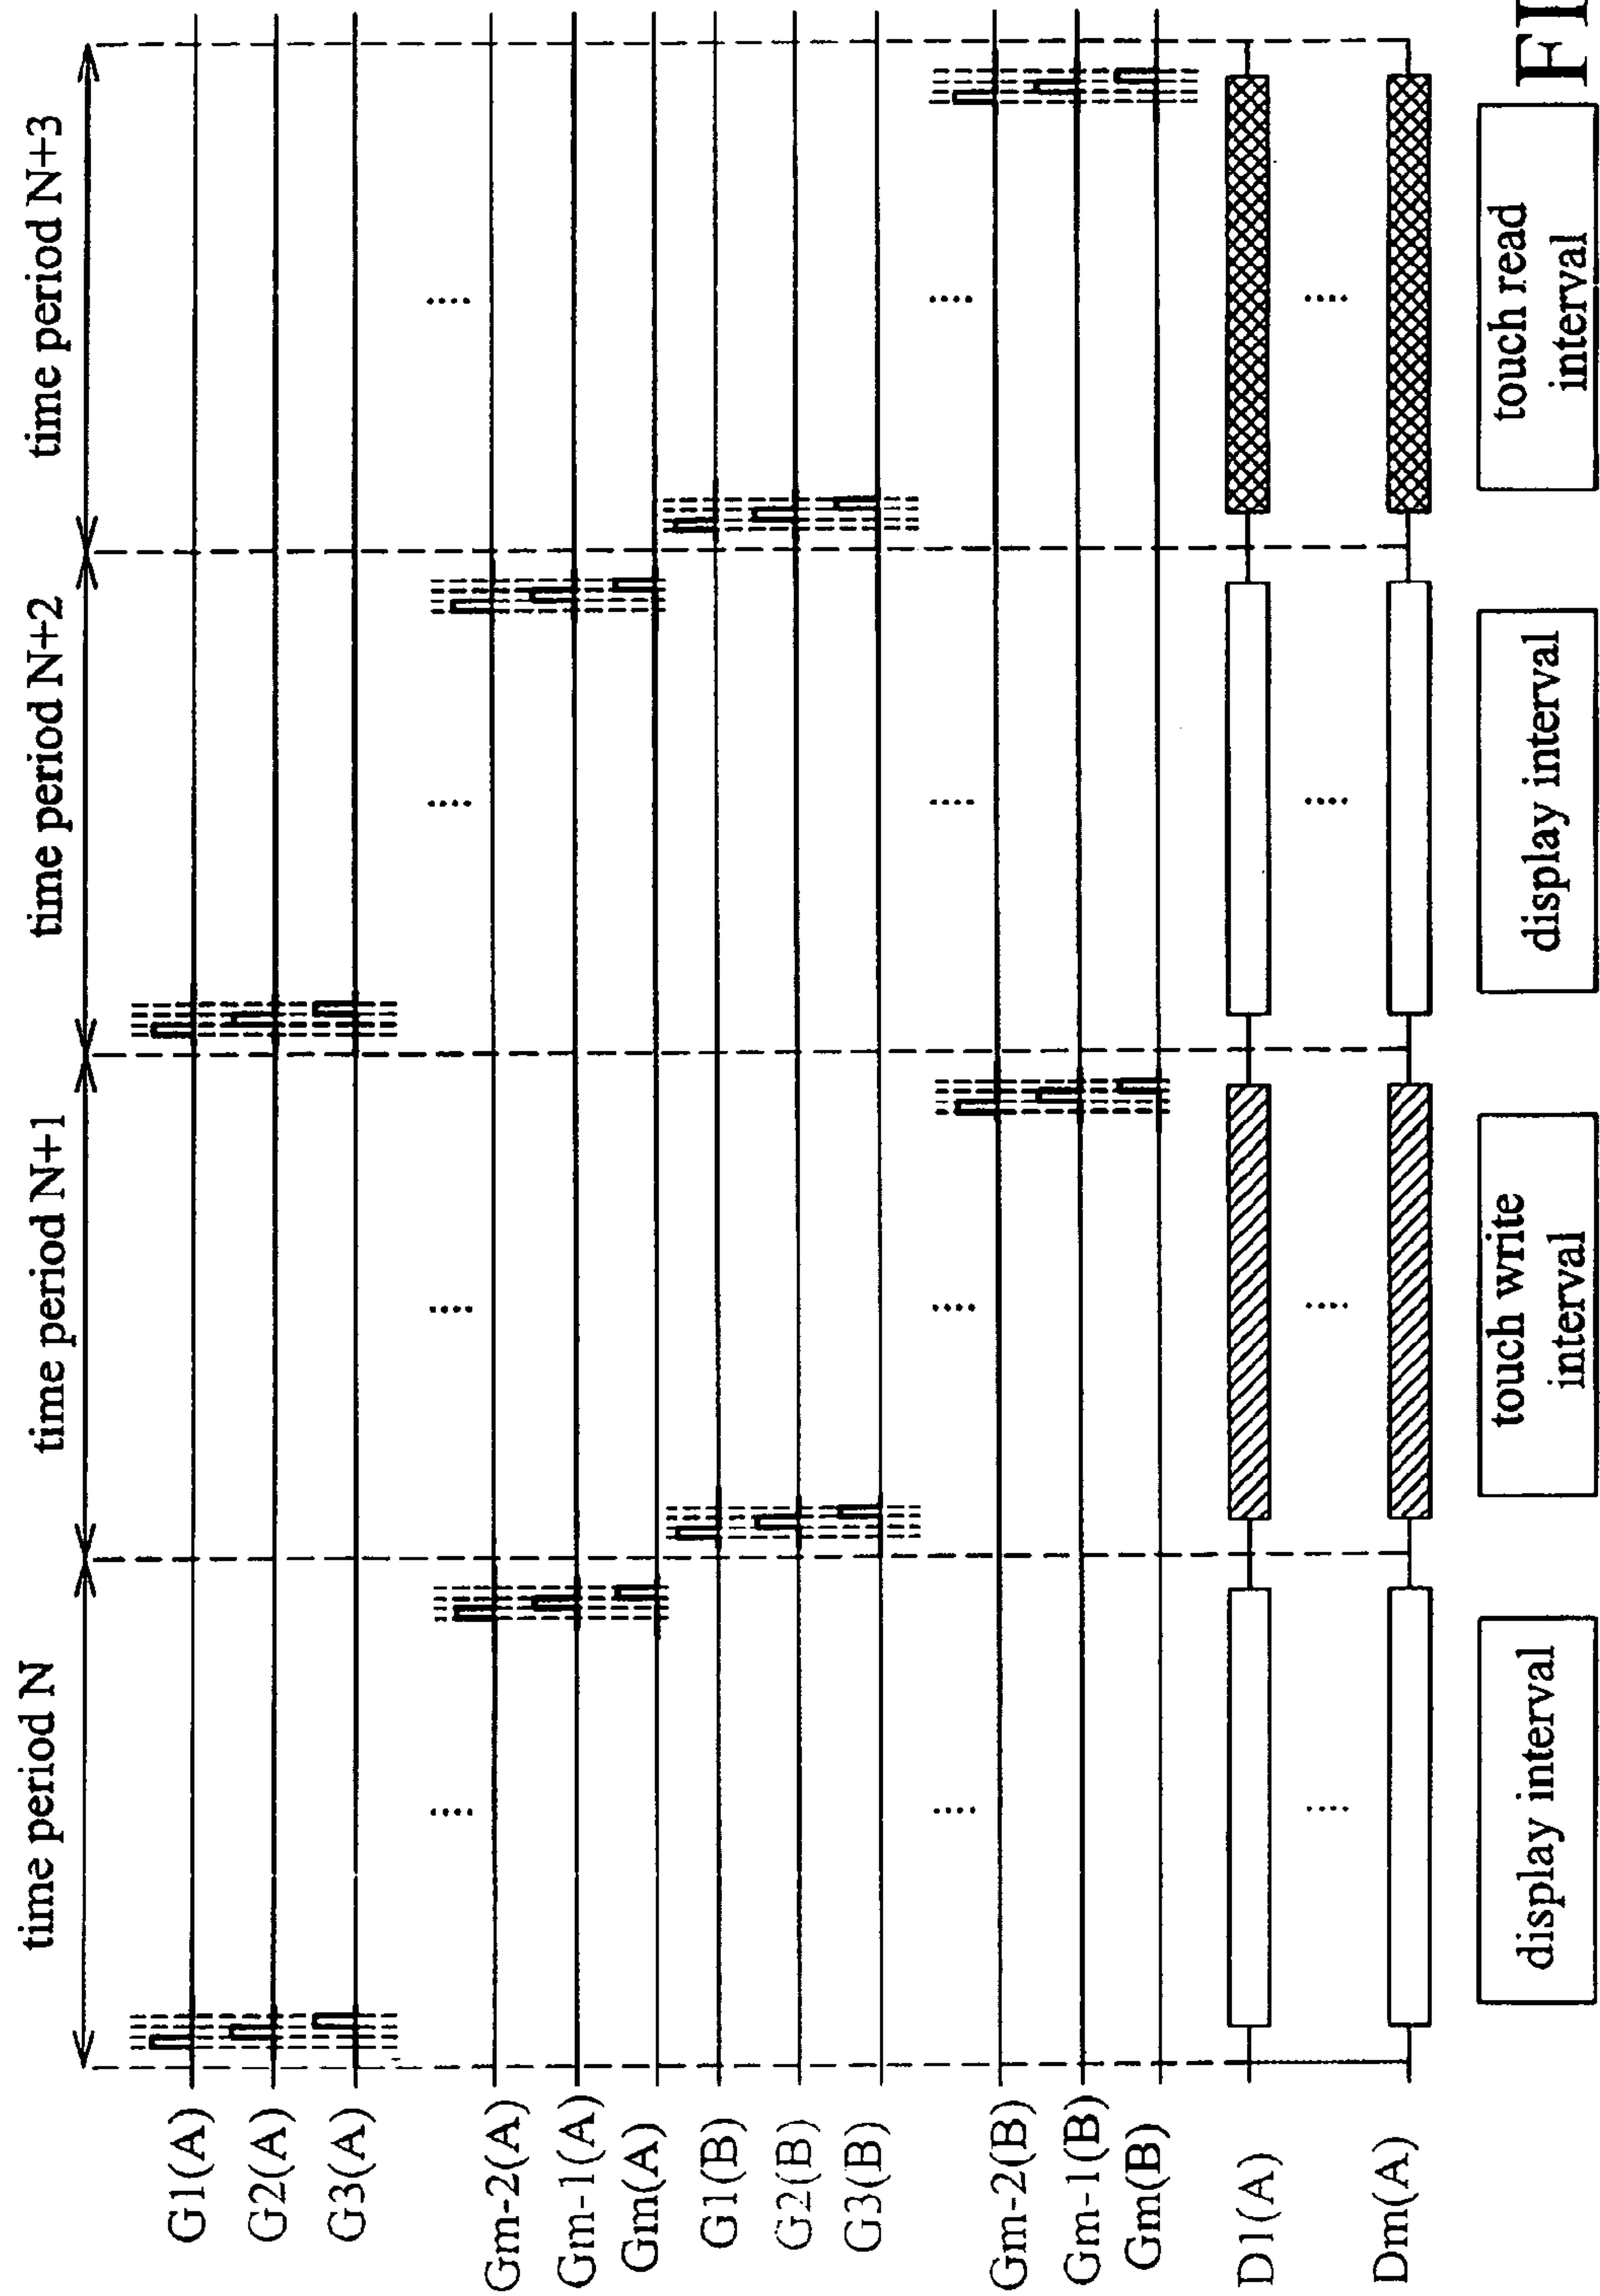 time period N
time period N+1
time period N+2
time period N+3
G1(A)
G2(A)
G3(A)
Gm-2(A)
Gm-1(A)
Gm(A)
G1(B)
G2(B)
G3(B)
Gm-2(B)
Gm-1(B)
Gm(B)
D1(A)
Dm(A)
display interval
touch write
interval
display interval
touch read
interval